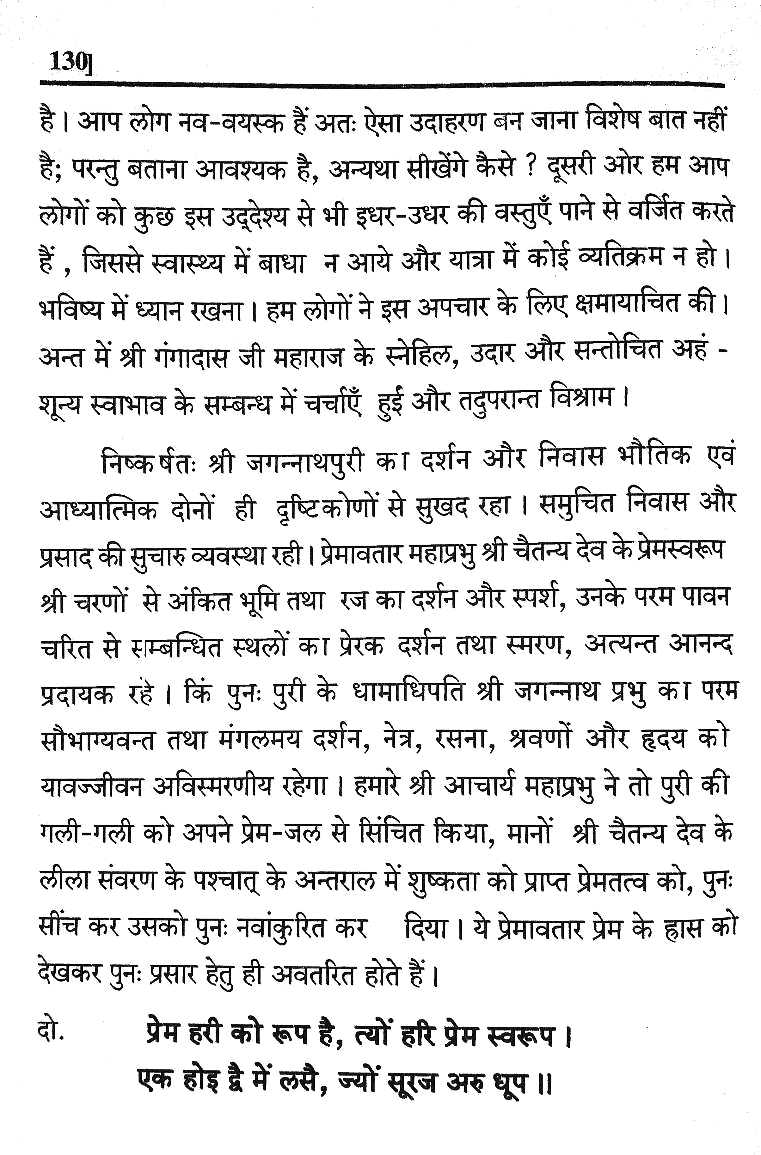 130]
है। आप लोग नव-वयस्क हैं अतः ऐसा उदाहरण बन जाना विशेष बात नहीं
है; परन्तु बताना आवश्यक है, अन्यथा सीखेंगे कैसे ? दूसरी ओर हम आप
लोगों को कुछ इस उद्देश्य से भी इधर-उधर की वस्तुएँ पाने से वर्जित करते
हैं , जिससे स्वास्थ्य में बाधा न आये और यात्रा में कोई व्यतिक्रम न हो।
भविष्य में ध्यान रखना। हम लोगों ने इस अपचार के लिए क्षमायाचित की।
अन्त में श्री गंगादास जी महाराज के स्नेहिल, उदार और सन्तोचित अहं -
शून्य स्वाभाव के सम्बन्ध में चर्चाएँ हुईं और तदुपरान्त विश्राम।
निष्कर्षतः श्री जगन्नाथपुरी का दर्शन और निवास भौतिक एवं
आध्यात्मिक दोनों ही दृष्टिकोणों से सुखद रहा। समुचित निवास और
प्रसाद की सुचारु व्यवस्था रही। प्रेमावतार महाप्रभु श्री चैतन्य देव के प्रेमस्वरूप
श्री चरणों से अंकित भूमि तथा रज का दर्शन और स्पर्श, उनके परम पावन
चरित से सम्बन्धित स्थलों का प्रेरक दर्शन तथा स्मरण, अत्यन्त आनन्द
प्रदायक रहे। किं पुनः पुरी के धामाधिपति श्री जगन्नाथ प्रभु का परम
सौभाग्यवन्त तथा मंगलमय दर्शन, नेत्र, रसना, श्रवणों और हृदय को
यावज्जीवन अविस्मरणीय रहेगा। हमारे श्री आचार्य महाप्रभु ने तो पुरी की
गली-गली को अपने प्रेम-जल से सिंचित किया, मानों श्री चैतन्य देव के
लीला संवरण के पश्चात् के अन्तराल में शुष्कता को प्राप्त प्रेमतत्व को, पुनः
सींच कर उसको पुनः नवांकुरित कर दिया। ये प्रेमावतार प्रेम के ह्रास को
देखकर पुनः प्रसार हेतु ही अवतरित होते हैं।
दो. प्रेम हरी को रूप है, त्यों हरि प्रेम स्वरूप।
एक होइ द्वै में लसै, ज्यों सूरज अरु धूप॥